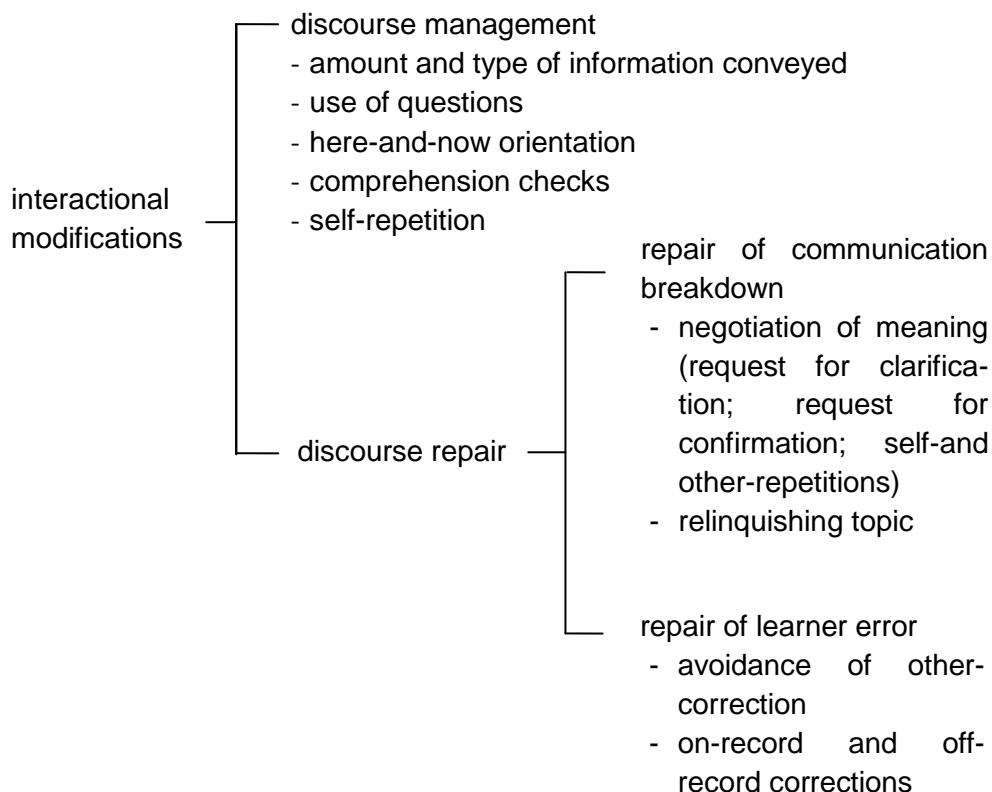 discourse management
- amount and type of information conveyed
- use of questions
- here-and-now orientation
- comprehension checks
- self-repetition
interactional
modifications
repair of communication
breakdown
- negotiation of meaning
(request for clarifica-
tion; request for
confirmation; self-and
other-repetitions)
- relinquishing topic
discourse repair
repair of learner error
- avoidance of other-
correction
- on-record and off-
record corrections